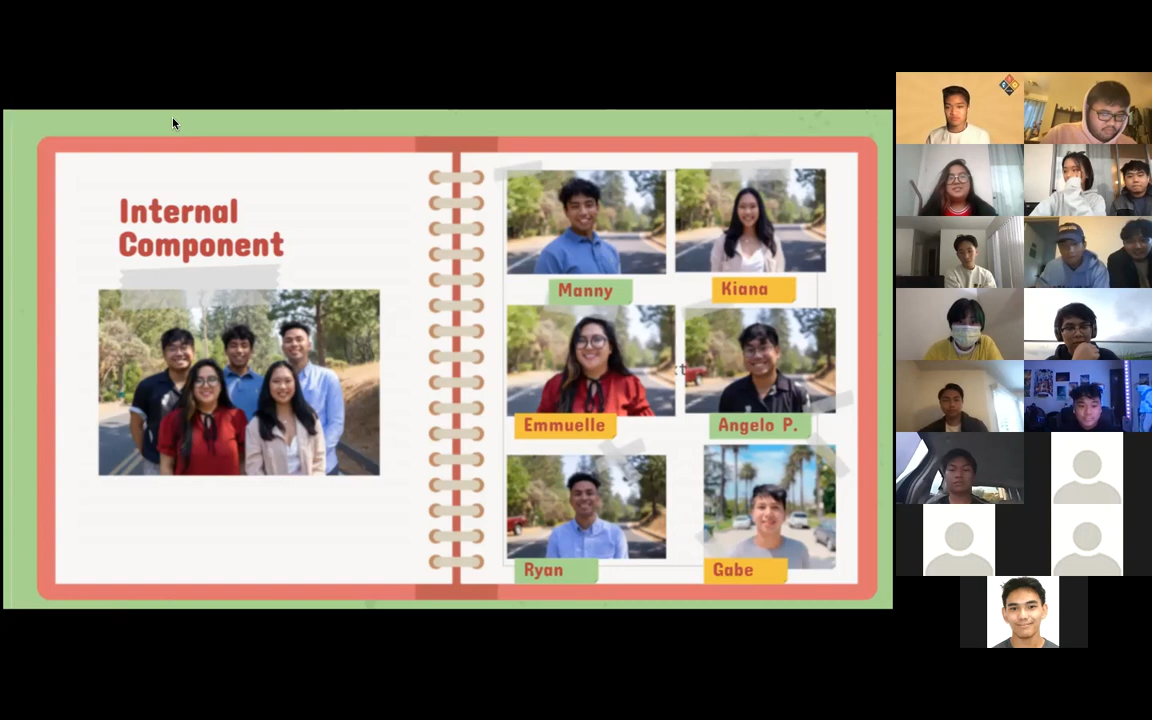 Internal
Component
Manny
Kiana
Emmuelle
Angelo P.
Ryan
Gabe